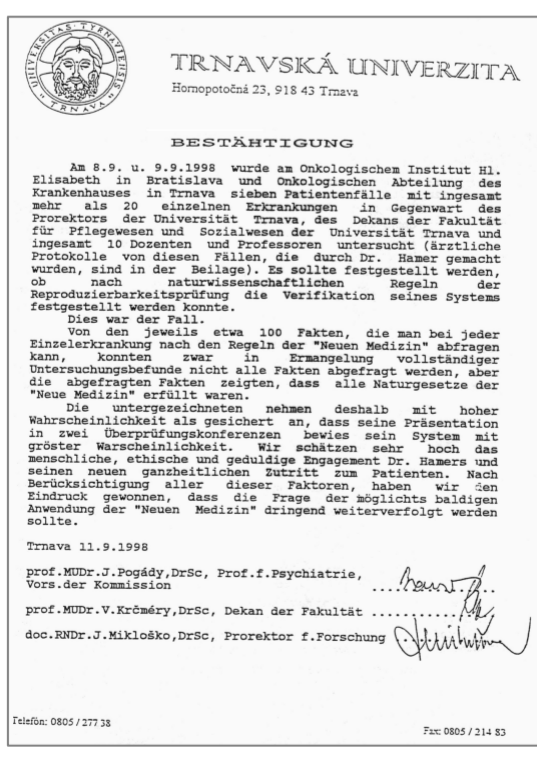 UNIVERSITAS · TYRNAVIENSIS
TRNAVA
TRNAVSKÁ UNIVERZITA
Hornopotočná 23, 918 43 Trnava
BESTÄHTIGUNG
Am 8.9. u. 9.9.1998 wurde am Onkologischem Institut Hl.
Elisabeth in Bratislava und Onkologischen Abteilung des
Krankenhauses in Trnava sieben Patientenfälle mit ingesamt
mehr als 20 einzelnen Erkrankungen in Gegenwart des
Prorektors der Universität Trnava, des Dekans der Fakultät
für Pflegewesen und Sozialwesen der Universität Trnava und
ingesamt 10 Dozenten und Professoren untersucht (ärztliche
Protokolle von diesen Fällen, die durch Dr. Hamer gemacht
wurden, sind in der Beilage). Es sollte festgestellt werden,
ob nach naturwissenschaftlichen Regeln der
Reproduzierbarkeitsprüfung die Verifikation seines Systems
festgestellt werden konnte.
Dies war der Fall.
Von den jeweils etwa 100 Fakten, die man bei jeder
Einzelerkrankung nach den Regeln der "Neuen Medizin" abfragen
kann, konnten zwar in Ermangelung vollständiger
Untersuchungsbefunde nicht alle Fakten abgefragt werden, aber
die abgefragten Fakten zeigten, dass alle Naturgesetze der
"Neue Medizin" erfüllt waren.
Die untergezeichneten nehmen deshalb mit hoher
Wahrscheinlichkeit als gesichert an, dass seine Präsentation
in zwei Überprüfungskonferenzen bewies sein System mit
gröster Warscheinlichkeit. Wir schätzen sehr hoch das
menschliche, ethische und geduldige Engagement Dr. Hamers und
seinen neuen ganzheitlichen Zutritt zum Patienten. Nach
Berücksichtigung aller dieser Faktoren, haben wir den
Eindruck gewonnen, dass die Frage der möglichts baldigen
Anwendung der "Neuen Medizin" dringend weiterverfolgt werden
sollte.
Trnava 11.9.1998
prof.MUDr.J.Pogády,DrSc, Prof.f.Psychiatrie,
Vors.der Kommission
prof.MUDr.V.Krčméry,DrSc, Dekan der Fakultät
doc.RNDr.J.Mikloško,DrSc, Prorektor f.Forschung
Telefón: 0805 / 277 38
Fax: 0805 / 214 83